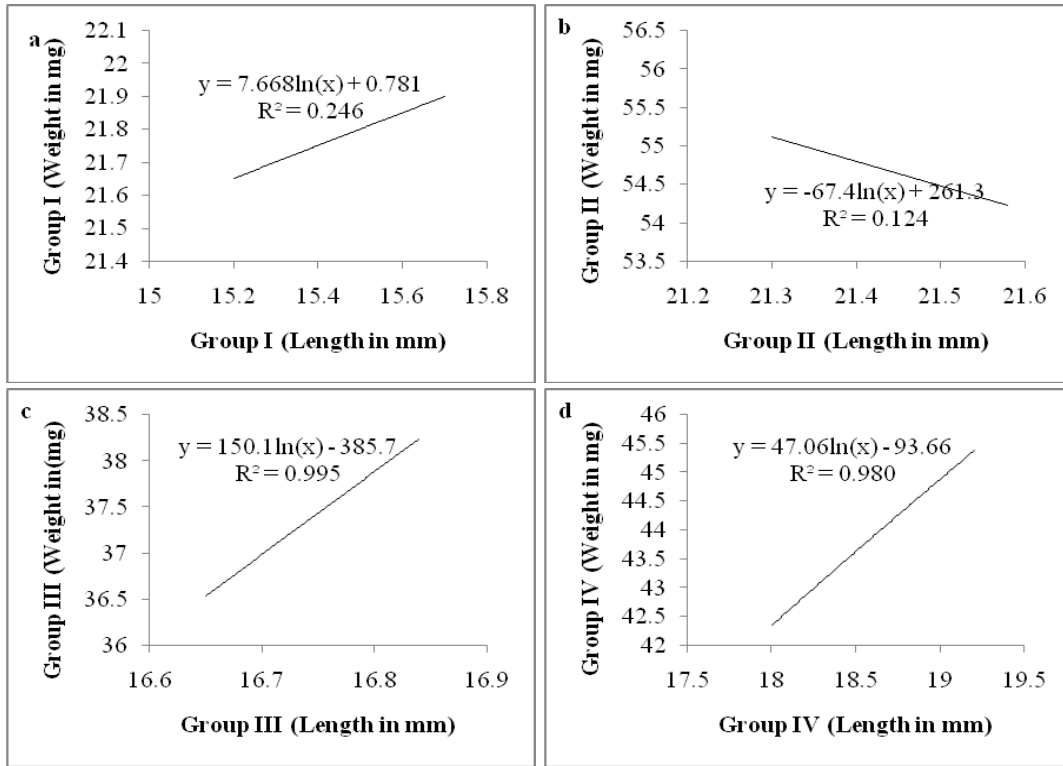 a
Group I (Weight in mg)
22.1
22
21.9
21.8
21.7
21.6
21.5
21.4
y = 7.668ln(x) + 0.781
R² = 0.246
15 15.2 15.4 15.6 15.8
Group I (Length in mm)
b
Group II (Weight in mg)
56.5
56
55.5
55
54.5
54
53.5
y = -67.4ln(x) + 261.3
R² = 0.124
21.2 21.3 21.4 21.5 21.6
Group II (Length in mm)
c
Group III (Weight in(mg)
38.5
38
37.5
37
36.5
36
y = 150.1ln(x) - 385.7
R² = 0.995
16.6 16.7 16.8 16.9
Group III (Length in mm)
d
Group IV (Weight in mg)
46
45.5
45
44.5
44
43.5
43
42.5
42
y = 47.06ln(x) - 93.66
R² = 0.980
17.5 18 18.5 19 19.5
Group IV (Length in mm)